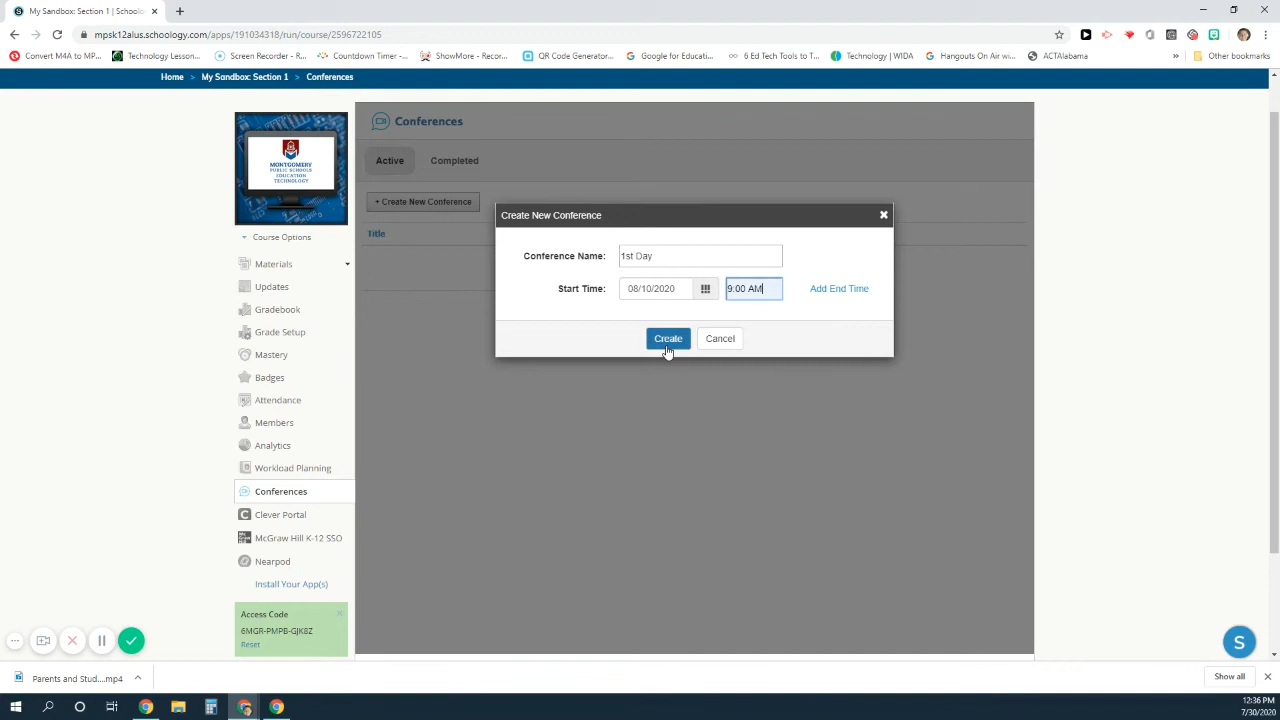 My Sandbox: Section 1 | Schoolo
mpsk12alus.schoology.com/apps/191034318/run/course/2596722105
Convert M4A to MP...
Technology Lesson...
Screen Recorder - R...
Countdown Timer -...
ShowMore - Recor...
QR Code Generator...
Google for Educati...
6 Ed Tech Tools to T...
Technology | WIDA
Hangouts On Air wi...
ACTAlabama
»
Other bookmarks
Home > My Sandbox: Section 1 > Conferences
MONTGOMERY
PUBLIC SCHOOLS
EDUCATION
TECHNOLOGY
Course Options
Materials
Updates
Gradebook
Grade Setup
Mastery
Badges
Attendance
Members
Analytics
Workload Planning
Conferences
Clever Portal
McGraw Hill K-12 SSO
Nearpod
Install Your App(s)
Access Code
6MGR-PMPB-GJK8Z
Reset
Conferences
Active Completed
+ Create New Conference
Title
Create New Conference
Conference Name: 1st Day
Start Time: 08/10/2020 9:00 AM Add End Time
Create Cancel
S
Parents and Stud....mp4
Show all
12:36 PM
7/30/2020